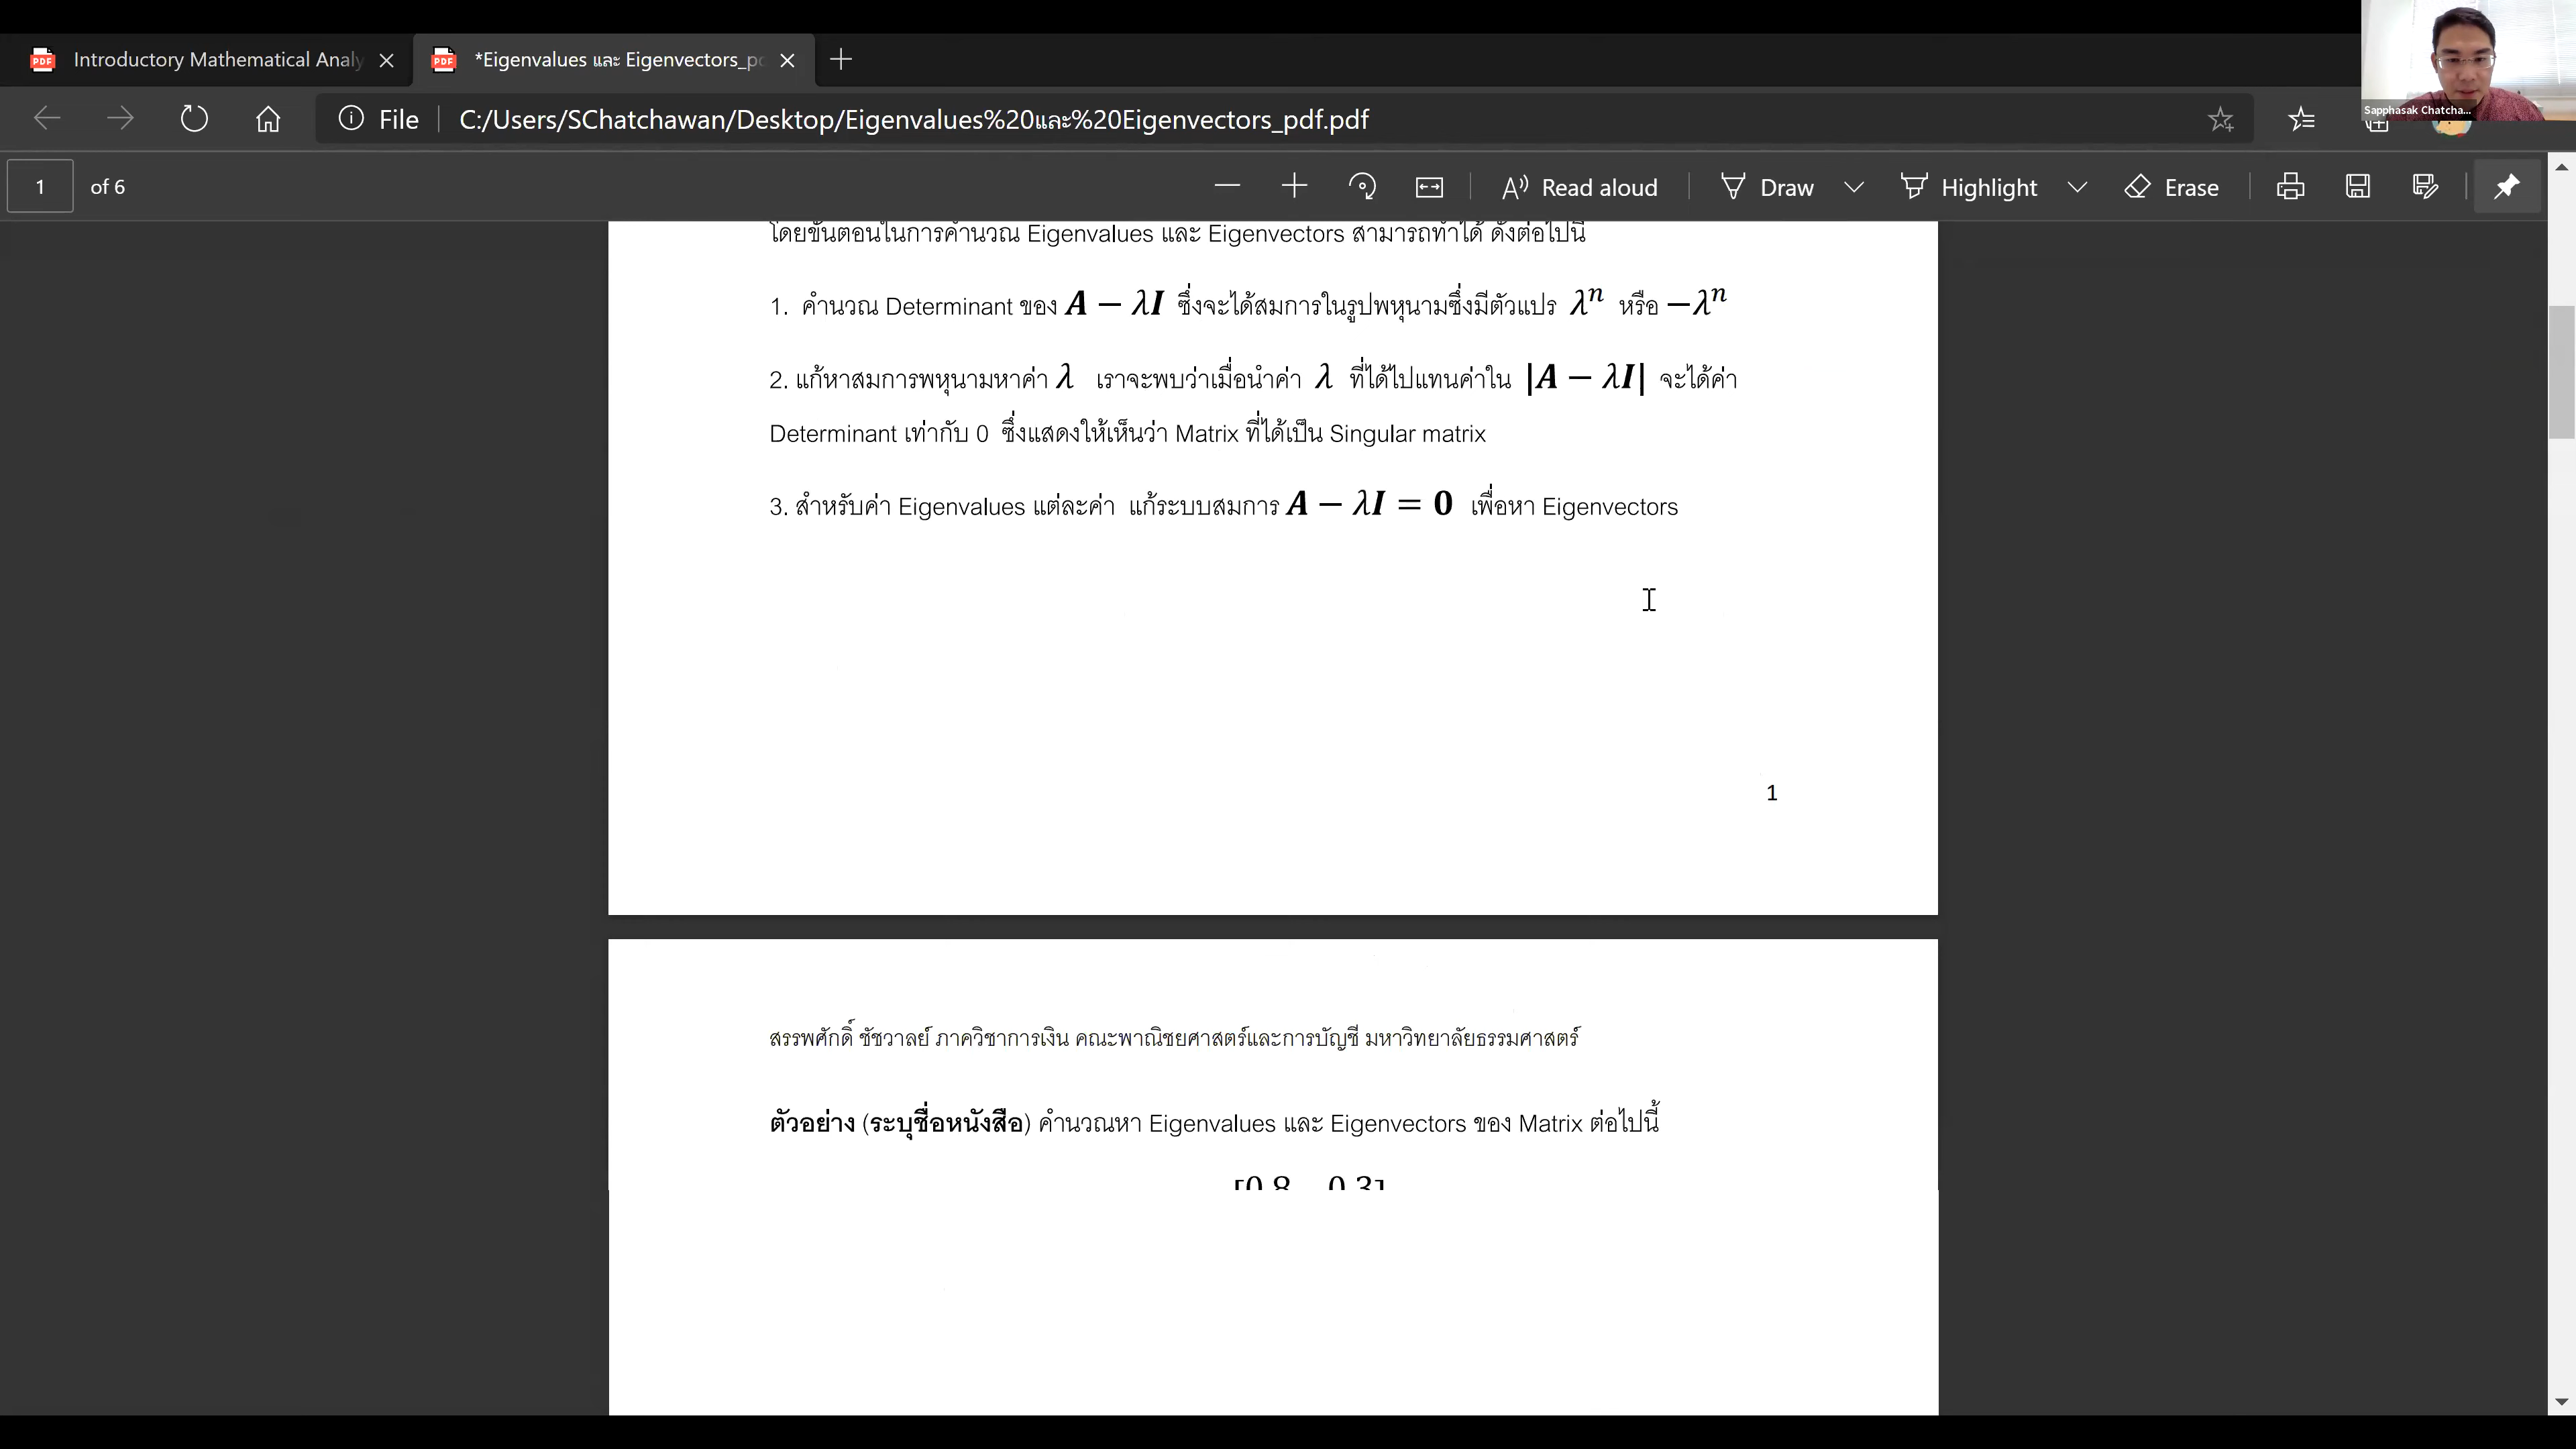 Introductory Mathematical Analy
*Eigenvalues และ Eigenvectors_p
File
C:/Users/SChatchawan/Desktop/Eigenvalues%20และ%20Eigenvectors_pdf.pdf
Sapphasak Chatcha...
1 of 6
Read aloud
Draw
Highlight
Erase
โดยขั้นตอนในการคำนวณ Eigenvalues และ Eigenvectors สามารถทำได้ ดังต่อไปนี้
1. คำนวณ Determinant ของ A − λI ซึ่งจะได้สมการในรูปพหุนามซึ่งมีตัวแปร λⁿ หรือ −λⁿ
2. แก้หาสมการพหุนามหาค่า λ เราจะพบว่าเมื่อนำค่า λ ที่ได้ไปแทนค่าใน |A − λI| จะได้ค่า
Determinant เท่ากับ 0 ซึ่งแสดงให้เห็นว่า Matrix ที่ได้เป็น Singular matrix
3. สำหรับค่า Eigenvalues แต่ละค่า แก้ระบบสมการ A − λI = 0 เพื่อหา Eigenvectors
1
สรรพศักดิ์ ชัชวาลย์ ภาควิชาการเงิน คณะพาณิชยศาสตร์และการบัญชี มหาวิทยาลัยธรรมศาสตร์
ตัวอย่าง (ระบุชื่อหนังสือ) คำนวณหา Eigenvalues และ Eigenvectors ของ Matrix ต่อไปนี้
[0.8 0.3]